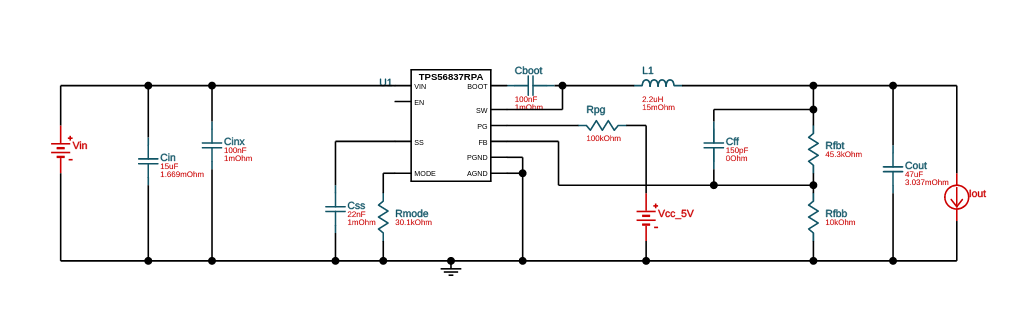 Vin
+
-
Cin
15uF
1.669mOhm
Cinx
100nF
1mOhm
U1
TPS56837RPA
VIN
EN
SS
MODE
BOOT
SW
PG
FB
PGND
AGND
Css
22nF
1mOhm
Rmode
30.1kOhm
Cboot
100nF
1mOhm
L1
2.2uH
15mOhm
Rpg
100kOhm
+
Vcc_5V
-
Cff
150pF
0Ohm
Rfbt
45.3kOhm
Rfbb
10kOhm
Cout
47uF
3.037mOhm
Iout